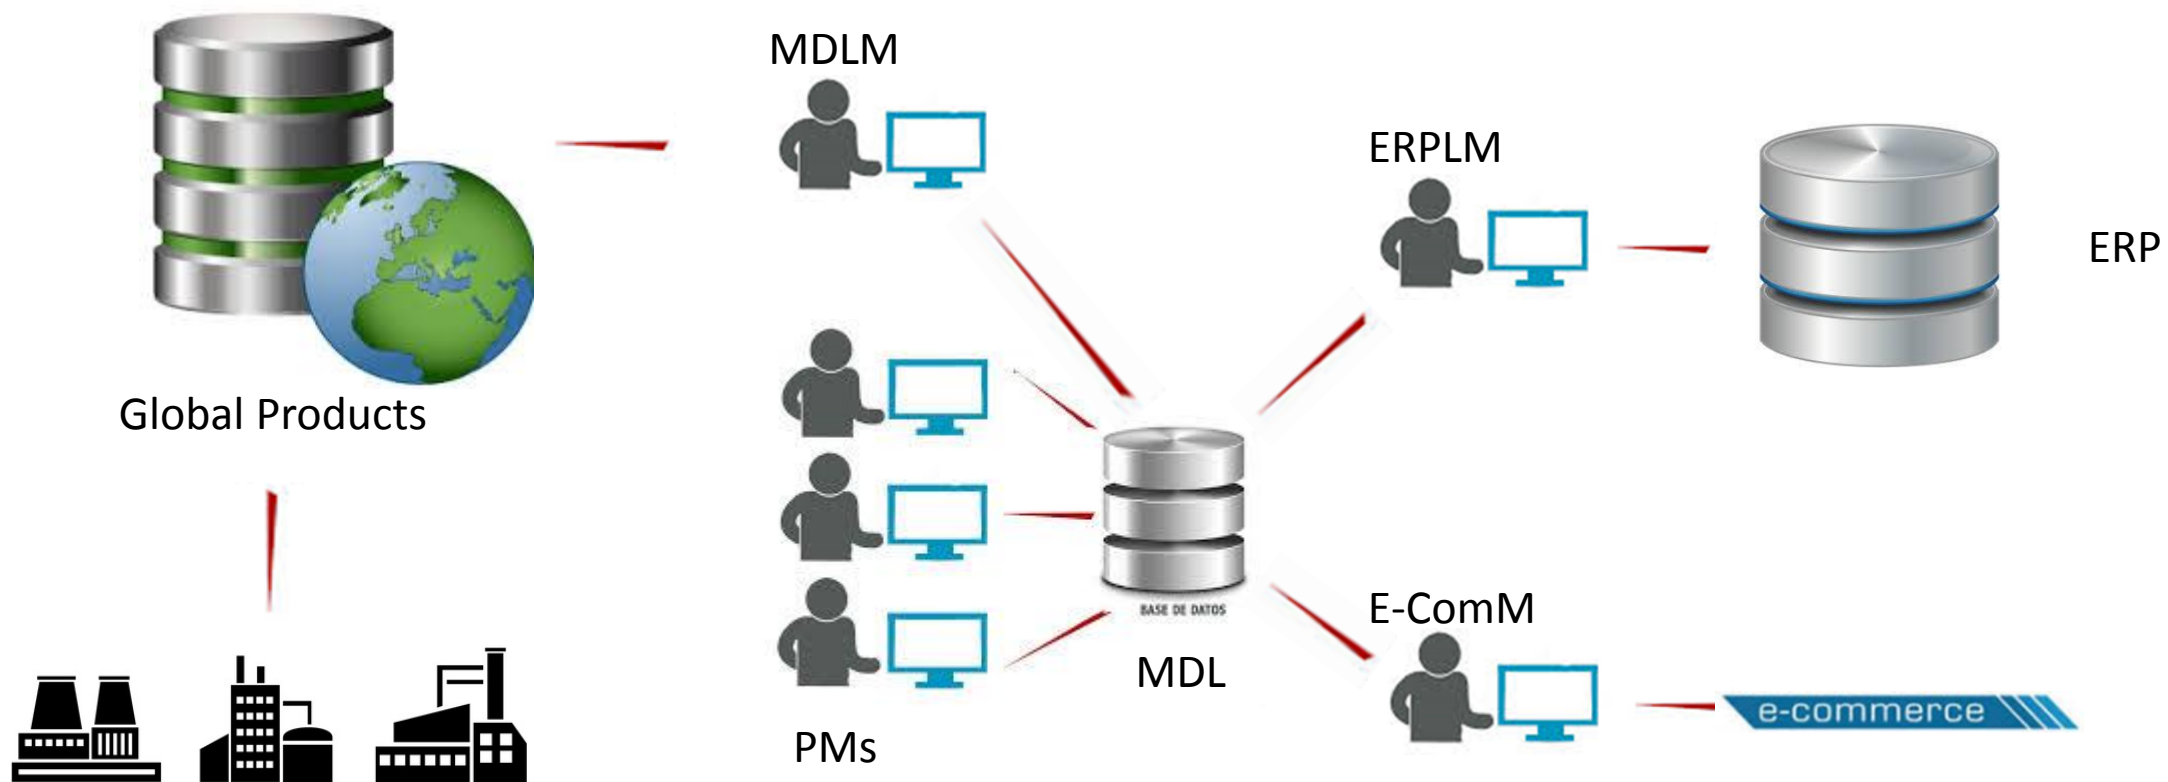 MDLM
ERPLM
ERP
Global Products
BASE DE DATOS
E-ComM
MDL
e-commerce
PMs